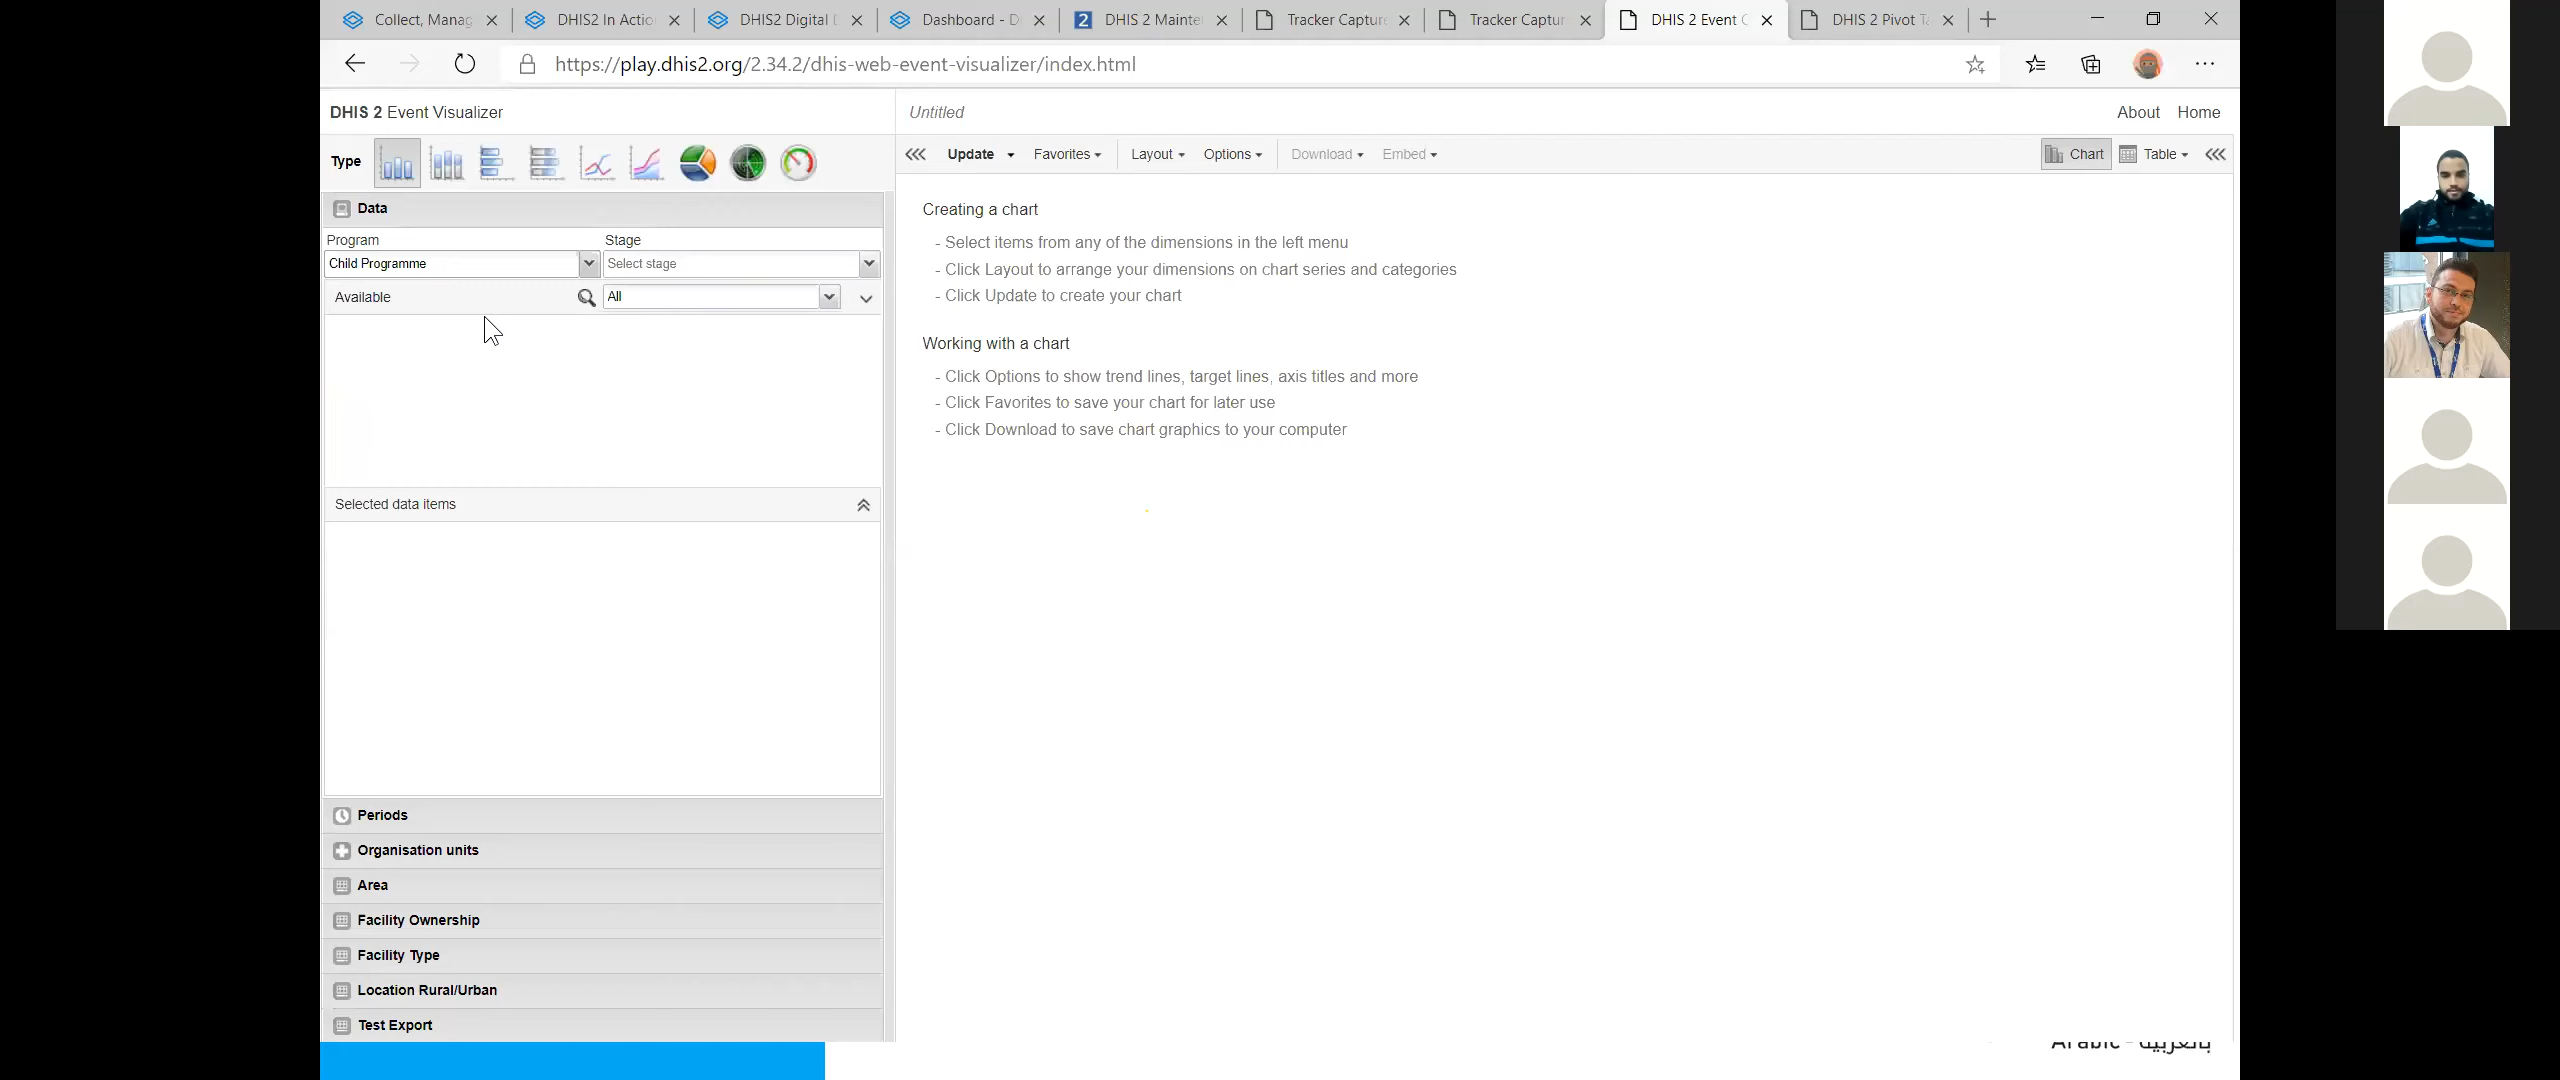 Collect, Manag
DHIS2 In Actio
DHIS2 Digital
Dashboard - D
2 DHIS 2 Mainte
Tracker Capture
Tracker Captur
DHIS 2 Event
DHIS 2 Pivot Ta
https://play.dhis2.org/2.34.2/dhis-web-event-visualizer/index.html
DHIS 2 Event Visualizer
Untitled
About Home
Type
Update Favorites Layout Options Download Embed
Chart Table
Data
Program Stage
Child Programme Select stage
Available All
Selected data items
Periods
Organisation units
Area
Facility Ownership
Facility Type
Location Rural/Urban
Test Export
Creating a chart
- Select items from any of the dimensions in the left menu
- Click Layout to arrange your dimensions on chart series and categories
- Click Update to create your chart
Working with a chart
- Click Options to show trend lines, target lines, axis titles and more
- Click Favorites to save your chart for later use
- Click Download to save chart graphics to your computer
Arabic - بالعربية